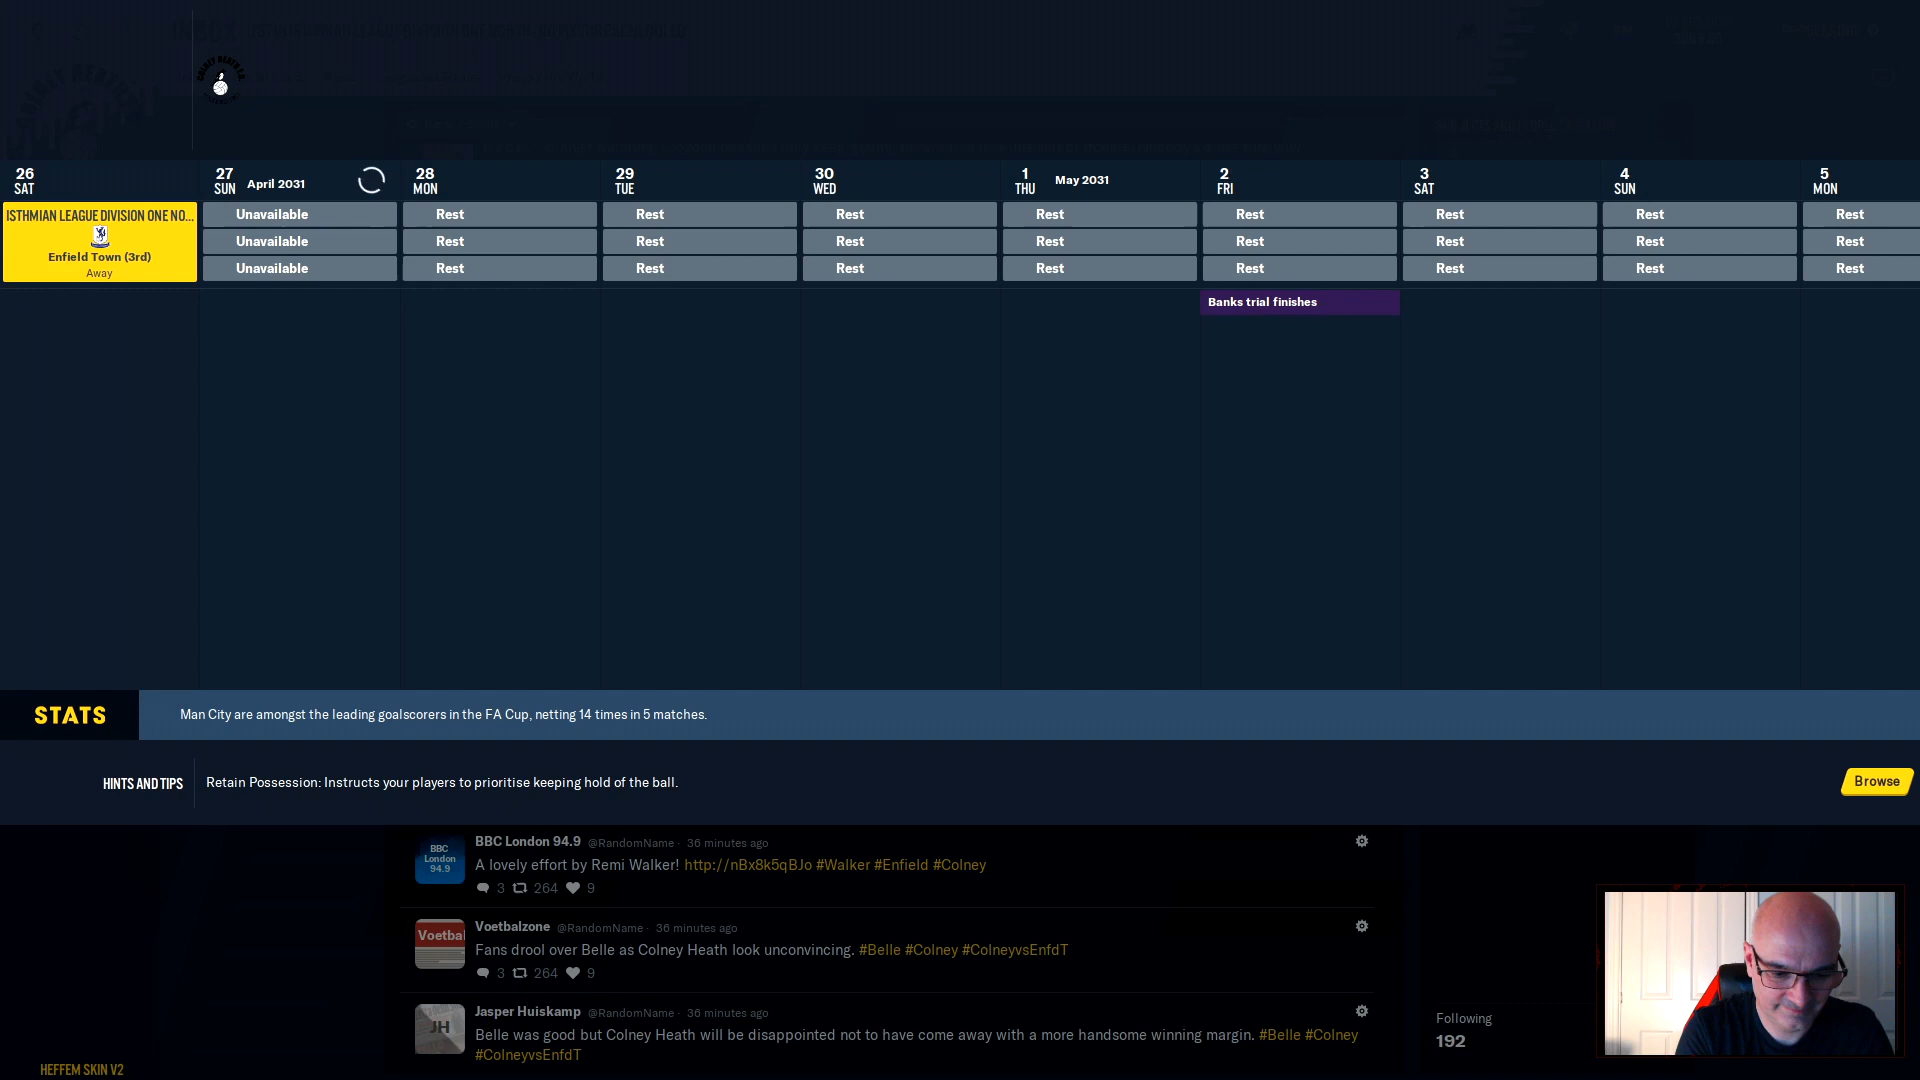 26
SAT
27
SUN
April 2031
28
MON
29
TUE
30
WED
1
THU
May 2031
2
FRI
3
SAT
4
SUN
5
MON
ISTHMIAN LEAGUE DIVISION ONE NO...
Enfield Town (3rd)
Away
Unavailable Rest Rest Rest Rest Rest Rest Rest Rest
Unavailable Rest Rest Rest Rest Rest Rest Rest Rest
Unavailable Rest Rest Rest Rest Rest Rest Rest Rest
Banks trial finishes
STATS
Man City are amongst the leading goalscorers in the FA Cup, netting 14 times in 5 matches.
HINTS AND TIPS
Retain Possession: Instructs your players to prioritise keeping hold of the ball.
Browse
BBC
London
94.9
BBC London 94.9 @RandomName · 36 minutes ago
A lovely effort by Remi Walker! http://nBx8k5qBJo #Walker #Enfield #Colney
3 264 9
Voetbal
Voetbalzone @RandomName · 36 minutes ago
Fans drool over Belle as Colney Heath look unconvincing. #Belle #Colney #ColneyvsEnfdT
3 264 9
JH
Jasper Huiskamp @RandomName · 36 minutes ago
Belle was good but Colney Heath will be disappointed not to have come away with a more handsome winning margin. #Belle #Colney
#ColneyvsEnfdT
Following
192
HEFFEM SKIN V2